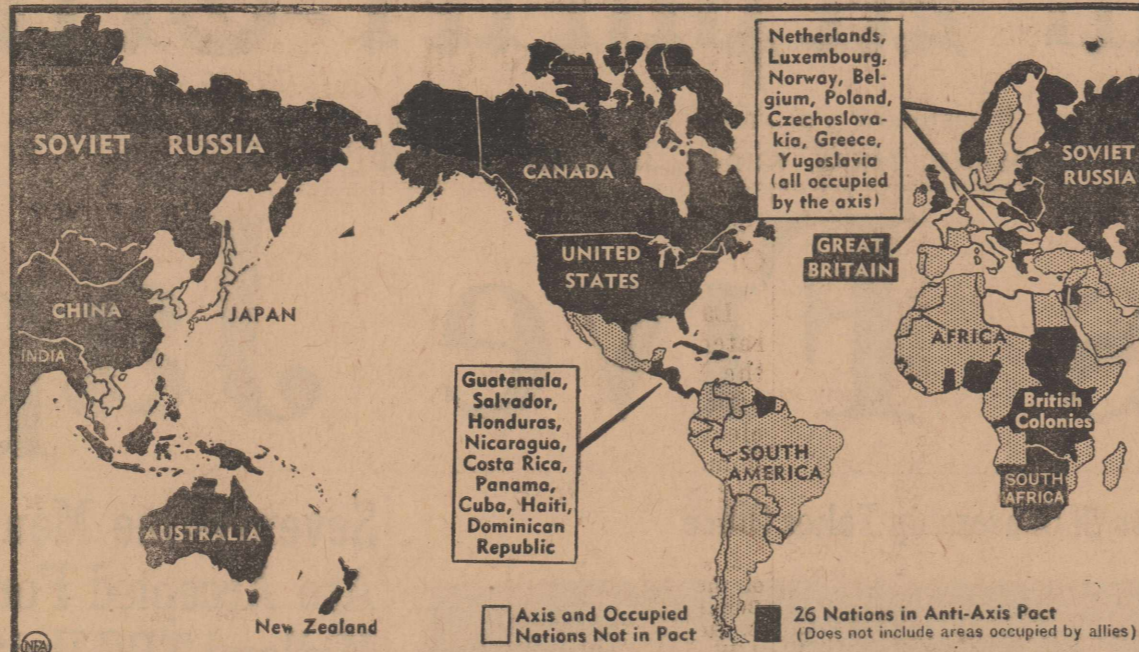 SOVIET RUSSIA
CHINA
INDIA
JAPAN
AUSTRALIA
New Zealand
CANADA
UNITED
STATES
Guatemala,
Salvador,
Honduras,
Nicaragua,
Costa Rica,
Panama,
Cuba, Haiti,
Dominican
Republic
SOUTH
AMERICA
Netherlands,
Luxembourg,
Norway, Bel-
gium, Poland,
Czechoslova-
kia, Greece,
Yugoslavia
(all occupied
by the axis)
SOVIET
RUSSIA
GREAT
BRITAIN
AFRICA
British
Colonies
SOUTH
AFRICA
Axis and Occupied
Nations Not in Pact
26 Nations in Anti-Axis Pact
(Does not include areas occupied by allies)
NEA